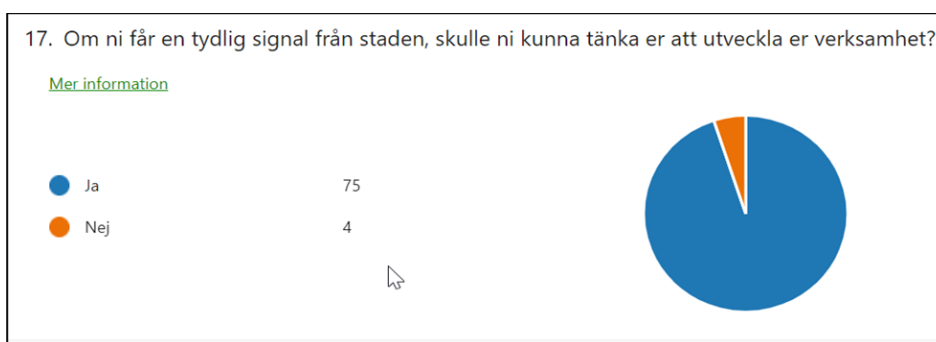 17. Om ni får en tydlig signal från staden, skulle ni kunna tänka er att utveckla er verksamhet?
Mer information
Ja 75
Nej 4